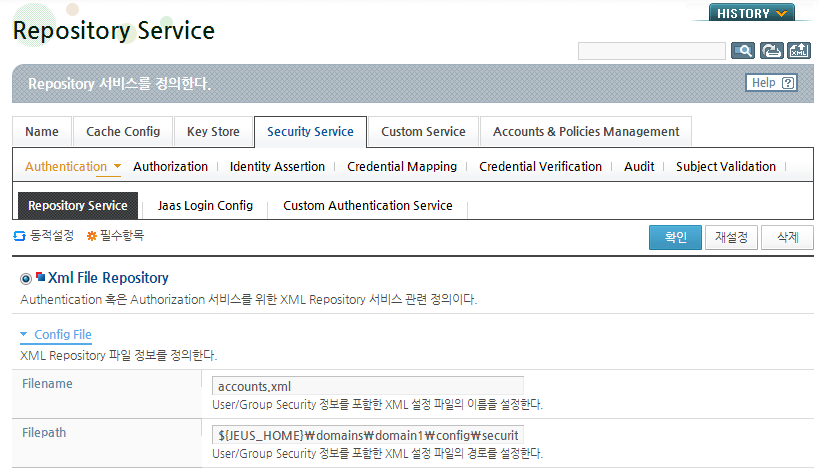 HISTORY
Repository Service
XML
Repository 서비스를 정의한다.
Help ?
Name Cache Config Key Store Security Service Custom Service Accounts & Policies Management
Authentication Authorization Identity Assertion Credential Mapping Credential Verification Audit Subject Validation
Repository Service Jaas Login Config Custom Authentication Service
동적설정 필수항목 확인 재설정 삭제
Xml File Repository
Authentication 혹은 Authorization 서비스를 위한 XML Repository 서비스 관련 정의이다.
Config File
XML Repository 파일 정보를 정의한다.
Filename accounts.xml
User/Group Security 정보를 포함한 XML 설정 파일의 이름을 설정한다.
Filepath ${JEUS_HOME}₩domains₩domain1₩config₩securit
User/Group Security 정보를 포함한 XML 설정 파일의 경로를 설정한다.